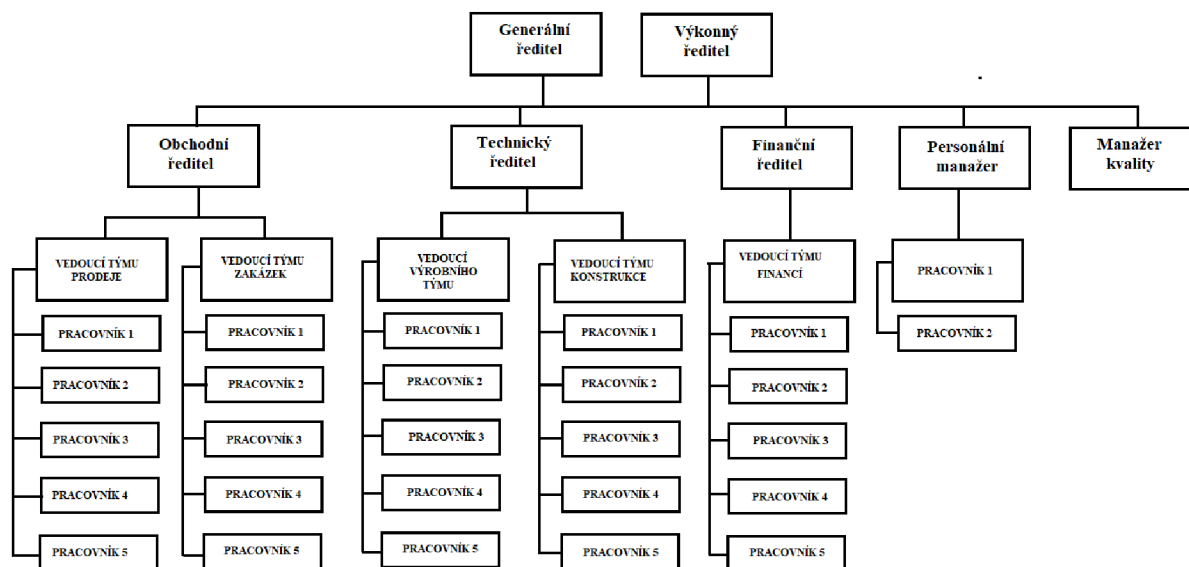 Generální
ředitel
Výkonný
ředitel
Obchodní
ředitel
Technický
ředitel
Finanční
ředitel
Personální
manažer
Manažer
kvality
VEDOUCÍ TÝMU
PRODEJE
VEDOUCÍ TÝMU
ZAKÁZEK
VEDOUCÍ
VÝROBNÍHO
TÝMU
VEDOUCÍ TÝMU
KONSTRUKCE
VEDOUCÍ TÝMU
FINANCÍ
PRACOVNÍK 1
PRACOVNÍK 1
PRACOVNÍK 1
PRACOVNÍK 1
PRACOVNÍK 1
PRACOVNÍK 1
PRACOVNÍK 2
PRACOVNÍK 2
PRACOVNÍK 2
PRACOVNÍK 2
PRACOVNÍK 2
PRACOVNÍK 2
PRACOVNÍK 3
PRACOVNÍK 3
PRACOVNÍK 3
PRACOVNÍK 3
PRACOVNÍK 3
PRACOVNÍK 4
PRACOVNÍK 4
PRACOVNÍK 4
PRACOVNÍK 4
PRACOVNÍK 4
PRACOVNÍK 5
PRACOVNÍK 5
PRACOVNÍK 5
PRACOVNÍK 5
PRACOVNÍK 5